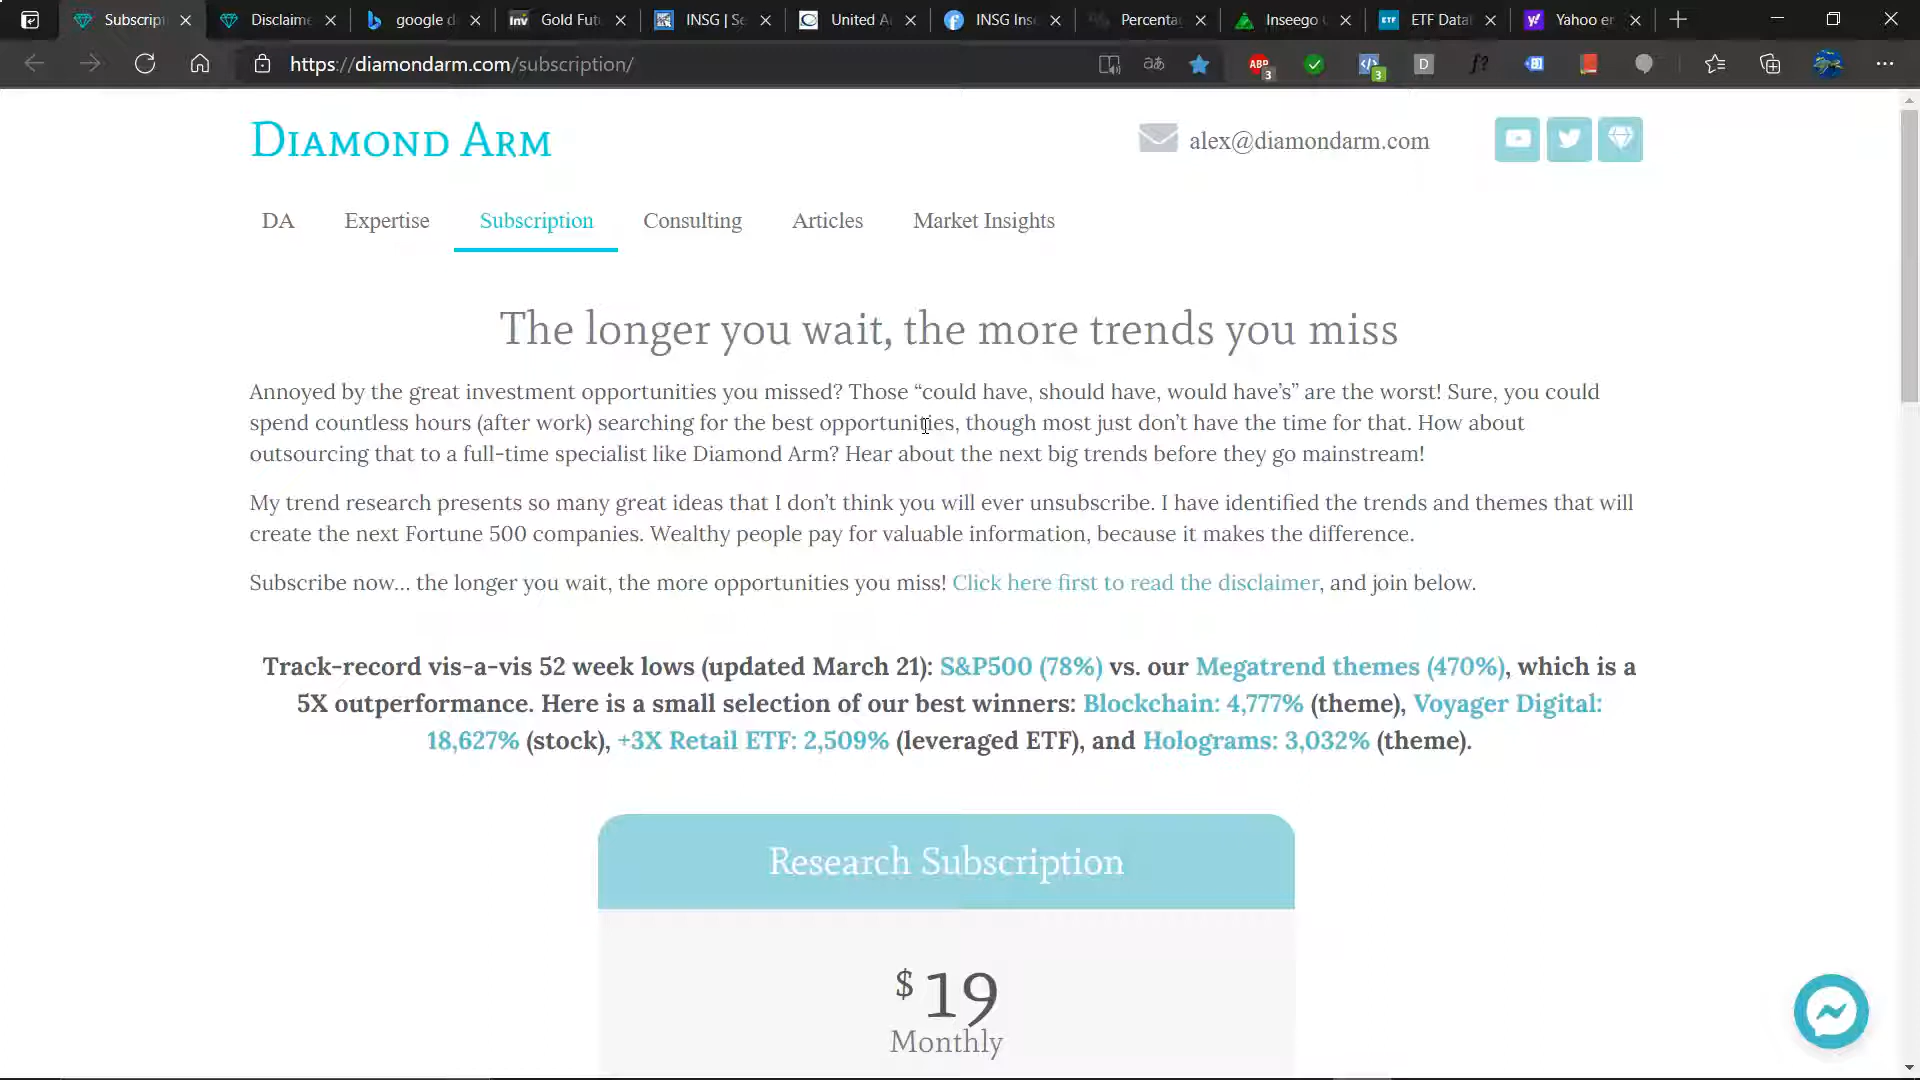 Subscript
Disclaime
google d
Gold Futu
INSG | Se
United A
INSG Ins
Percenta
Inseego
ETF Data
Yahoo e
https://diamondarm.com/subscription/
DIAMOND ARM
alex@diamondarm.com
DA
Expertise
Subscription
Consulting
Articles
Market Insights
The longer you wait, the more trends you miss
Annoyed by the great investment opportunities you missed? Those “could have, should have, would have’s” are the worst! Sure, you could
spend countless hours (after work) searching for the best opportunities, though most just don’t have the time for that. How about
outsourcing that to a full-time specialist like Diamond Arm? Hear about the next big trends before they go mainstream!
My trend research presents so many great ideas that I don’t think you will ever unsubscribe. I have identified the trends and themes that will
create the next Fortune 500 companies. Wealthy people pay for valuable information, because it makes the difference.
Subscribe now… the longer you wait, the more opportunities you miss! Click here first to read the disclaimer, and join below.
Track-record vis-a-vis 52 week lows (updated March 21): S&P500 (78%) vs. our Megatrend themes (470%), which is a
5X outperformance. Here is a small selection of our best winners: Blockchain: 4,777% (theme), Voyager Digital:
18,627% (stock), +3X Retail ETF: 2,509% (leveraged ETF), and Holograms: 3,032% (theme).
Research Subscription
$19
Monthly